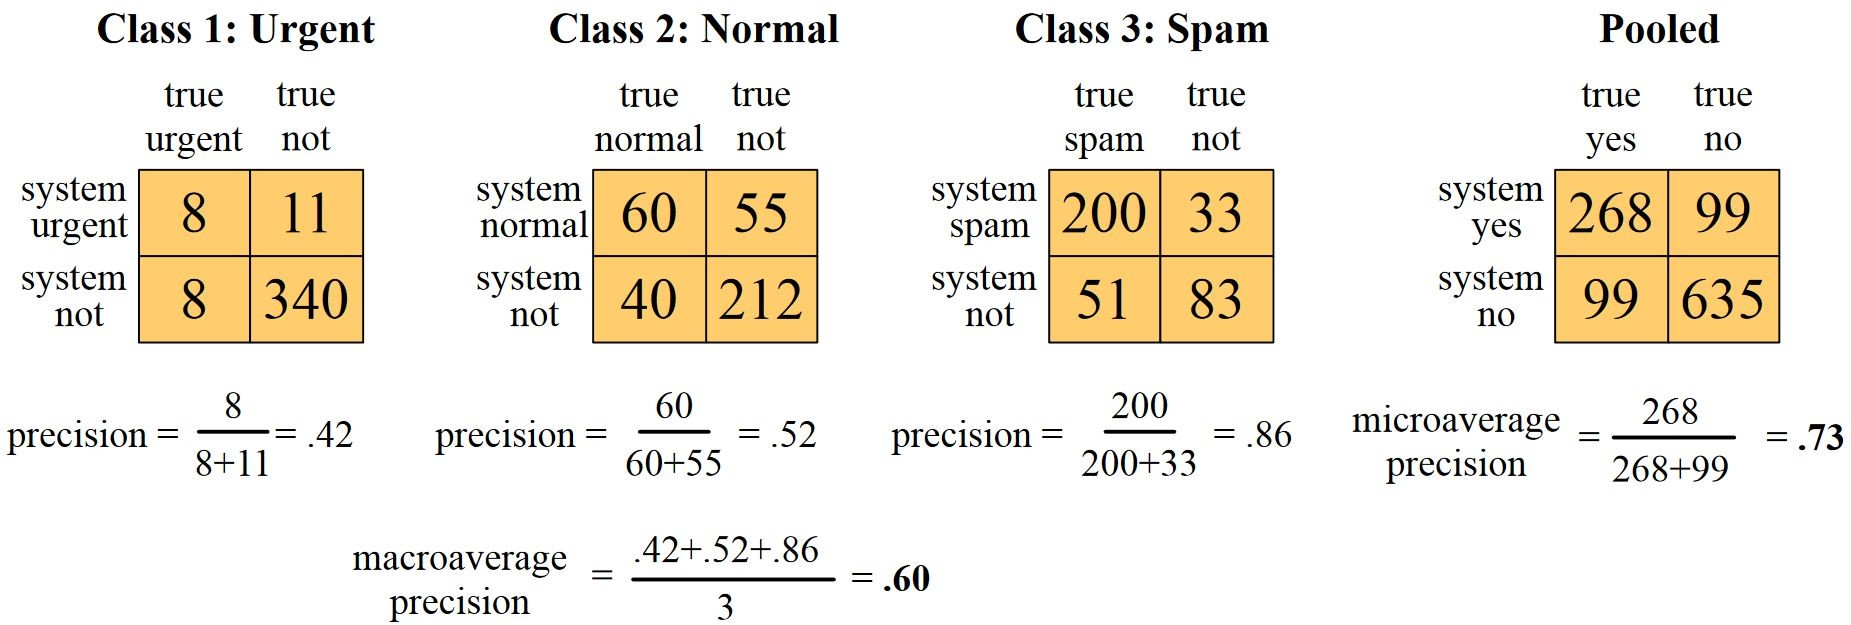 Class 1: Urgent
true true
urgent not
system urgent 8 11
system not 8 340
precision = 8 / 8+11 = .42
Class 2: Normal
true true
normal not
system normal 60 55
system not 40 212
precision = 60 / 60+55 = .52
Class 3: Spam
true true
spam not
system spam 200 33
system not 51 83
precision = 200 / 200+33 = .86
Pooled
true true
yes no
system yes 268 99
system no 99 635
microaverage precision = 268 / 268+99 = .73
macroaverage precision = .42+.52+.86 / 3 = .60